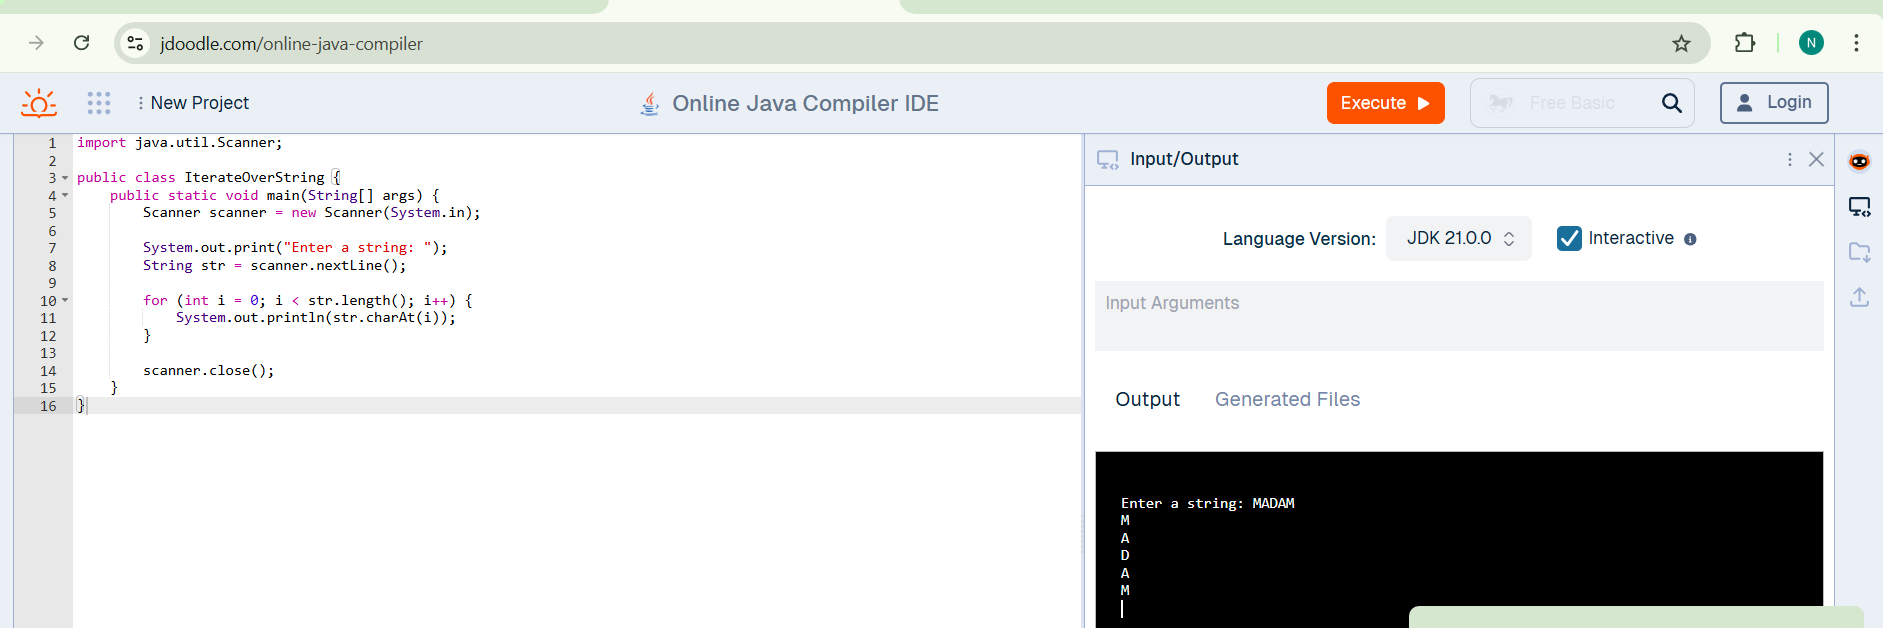 jdoodle.com/online-java-compiler
N
New Project
Online Java Compiler IDE
Execute
Free Basic
Login
1 import java.util.Scanner;
2
3 public class IterateOverString {
4     public static void main(String[] args) {
5         Scanner scanner = new Scanner(System.in);
6
7         System.out.print("Enter a string: ");
8         String str = scanner.nextLine();
9
10         for (int i = 0; i < str.length(); i++) {
11             System.out.println(str.charAt(i));
12         }
13
14         scanner.close();
15     }
16 }
Input/Output
Language Version: JDK 21.0.0 Interactive
Input Arguments
Output Generated Files
Enter a string: MADAM
M
A
D
A
M